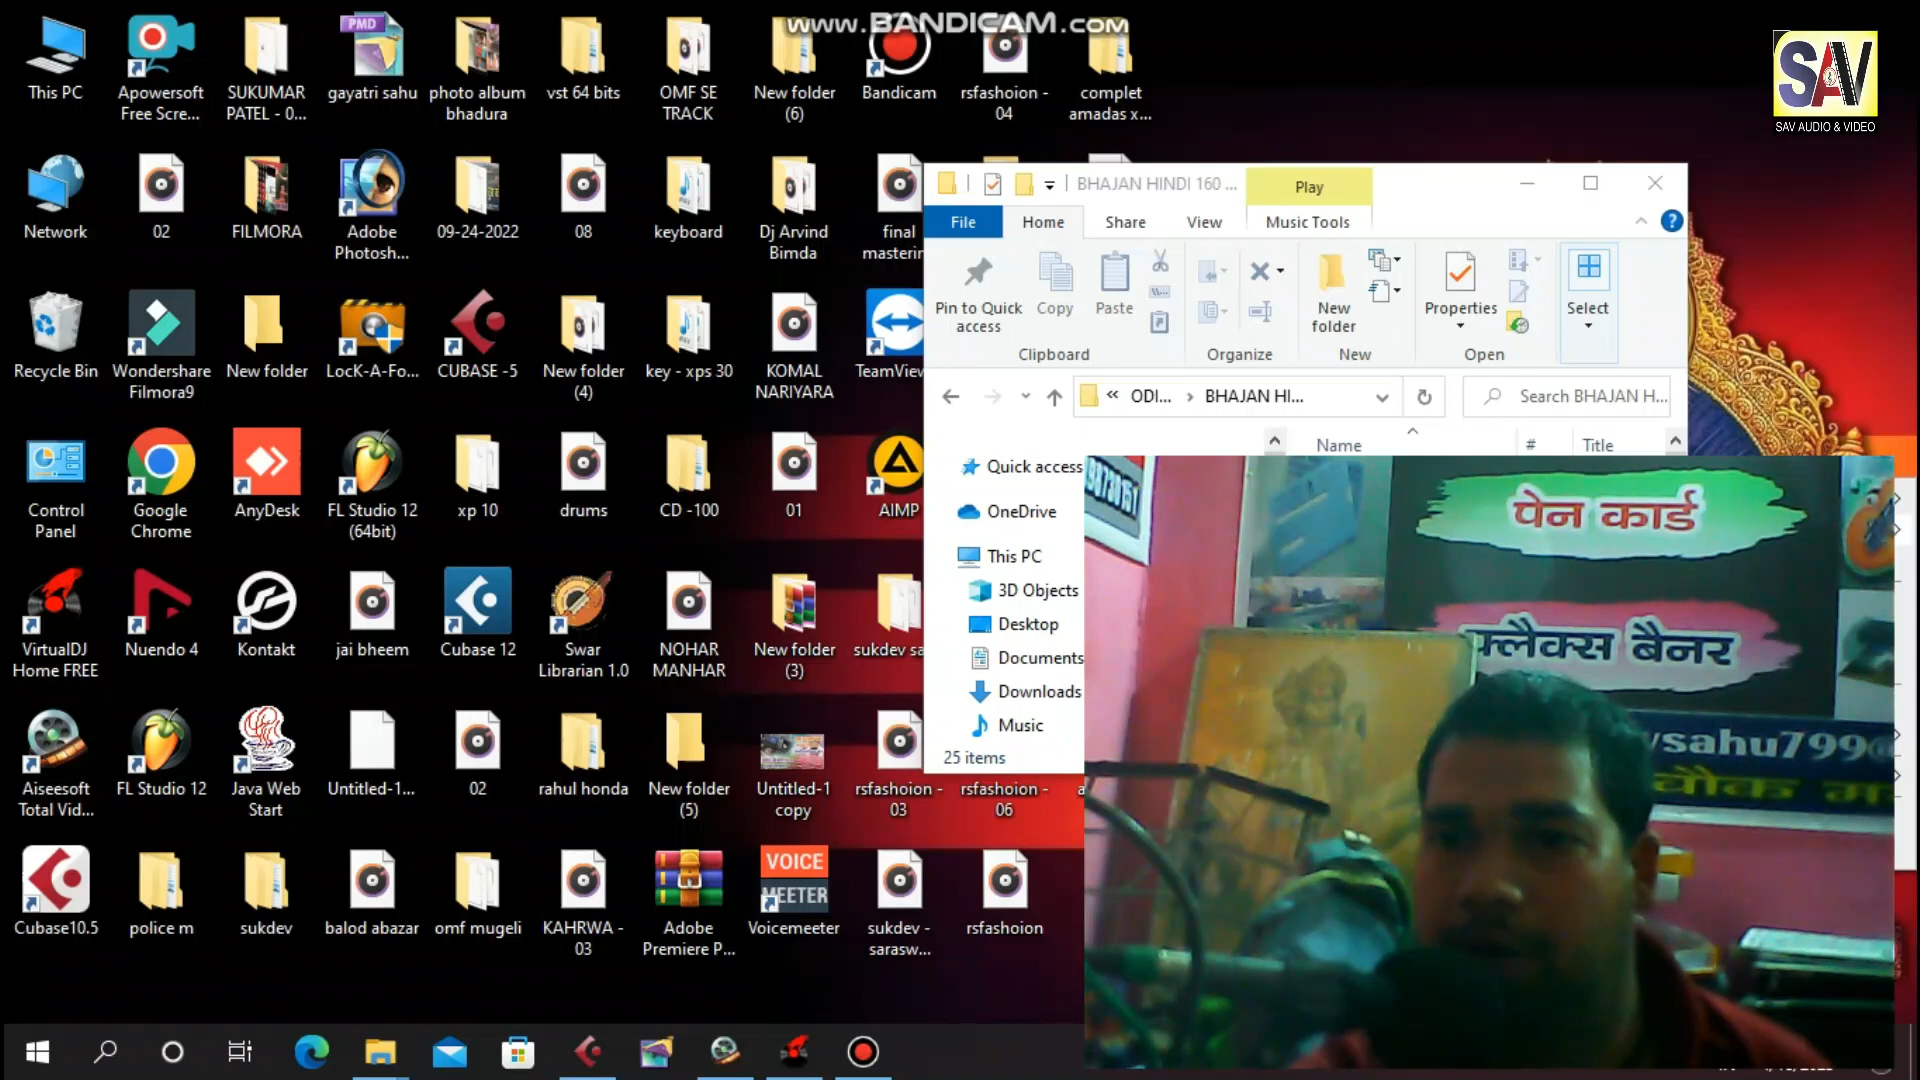 www.BANDICAM.com
SAV
SAV AUDIO & VIDEO
This PC
Apowersoft
Free Scre...
SUKUMAR
PATEL - 0...
PMD
gayatri sahu
photo album
bhadura
vst 64 bits
OMF SE
TRACK
New folder
(6)
Bandicam
rsfashoion -
04
complet
amadas x...
Network
02
FILMORA
Adobe
Photosh...
09-24-2022
08
keyboard
Dj Arvind
Bimda
final
Recycle Bin
Wondershare
Filmora9
New folder
LocK-A-Fo...
CUBASE -5
New folder
(4)
key - xps 30
KOMAL
NARIYARA
Control
Panel
Google
Chrome
AnyDesk
FL Studio 12
(64bit)
xp 10
drums
CD -100
01
AIMP
VirtualDJ
Home FREE
Nuendo 4
Kontakt
jai bheem
Cubase 12
Swar
Librarian 1.0
NOHAR
MANHAR
New folder
(3)
Aiseesoft
Total Vid...
FL Studio 12
Java Web
Start
Untitled-1...
02
rahul honda
New folder
(5)
Untitled-1
copy
rsfashoion -
03
rsfashoion -
06
Cubase10.5
police m
sukdev
balod abazar
omf mugeli
KAHRWA -
03
Adobe
Premiere P...
VOICE
MEETER
Voicemeeter
sukdev -
sarasw...
rsfashoion
BHAJAN HINDI 160 ...
Play
File
Home
Share
View
Music Tools
Pin to Quick
access
Copy
Paste
New
folder
Properties
Select
Clipboard
Organize
New
Open
« ODI... › BHAJAN HI...
Search BHAJAN H...
Name
#
Title
Quick access
OneDrive
This PC
3D Objects
Desktop
Documents
Downloads
Music
25 items
पेन कार्ड
फ्लैक्स बैनर
sahu799@
चौक